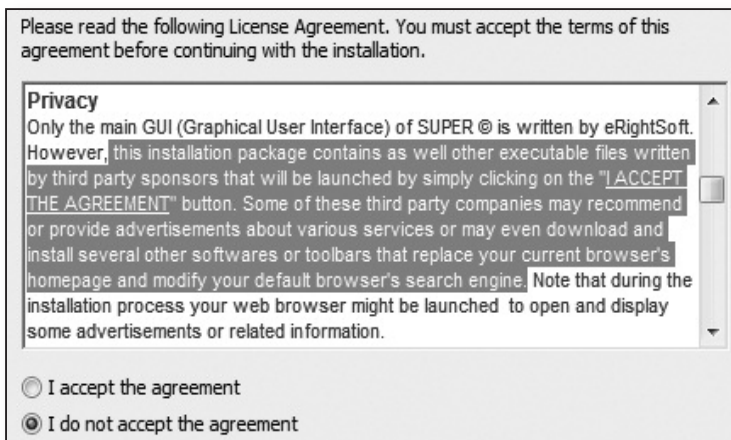 Please read the following License Agreement. You must accept the terms of this
agreement before continuing with the installation.
Privacy
Only the main GUI (Graphical User Interface) of SUPER © is written by eRightSoft.
However, this installation package contains as well other executable files written
by third party sponsors that will be launched by simply clicking on the "I ACCEPT
THE AGREEMENT" button. Some of these third party companies may recommend
or provide advertisements about various services or may even download and
install several other softwares or toolbars that replace your current browser's
homepage and modify your default browser's search engine. Note that during the
installation process your web browser might be launched to open and display
some advertisements or related information.
I accept the agreement
I do not accept the agreement